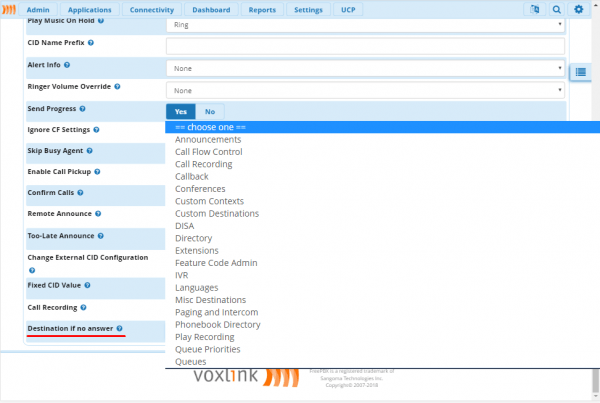 Admin Applications Connectivity Dashboard Reports Settings UCP
Play Music On Hold
Ring
CID Name Prefix
Alert Info
None
Ringer Volume Override
None
Send Progress
Yes No
Ignore CF Settings
Skip Busy Agent
Enable Call Pickup
Confirm Calls
Remote Announce
Too-Late Announce
Change External CID Configuration
Fixed CID Value
Call Recording
Destination if no answer
== choose one ==
Announcements
Call Flow Control
Call Recording
Callback
Conferences
Custom Contexts
Custom Destinations
DISA
Directory
Extensions
Feature Code Admin
IVR
Languages
Misc Destinations
Paging and Intercom
Phonebook Directory
Play Recording
Queue Priorities
Queues
voxlink
FreePBX is a registered trademark of
Sangoma Technologies Inc.
Copyright© 2007-2018